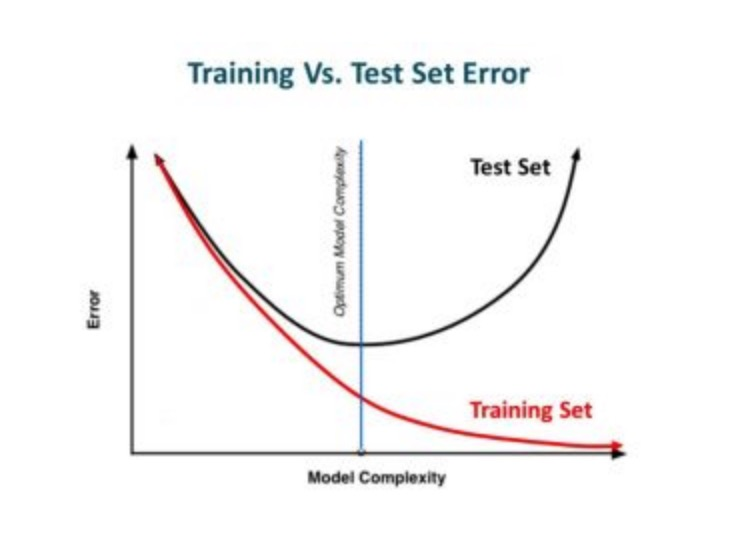 Training Vs. Test Set Error
Optimum Model Complexity
Test Set
Error
Training Set
Model Complexity